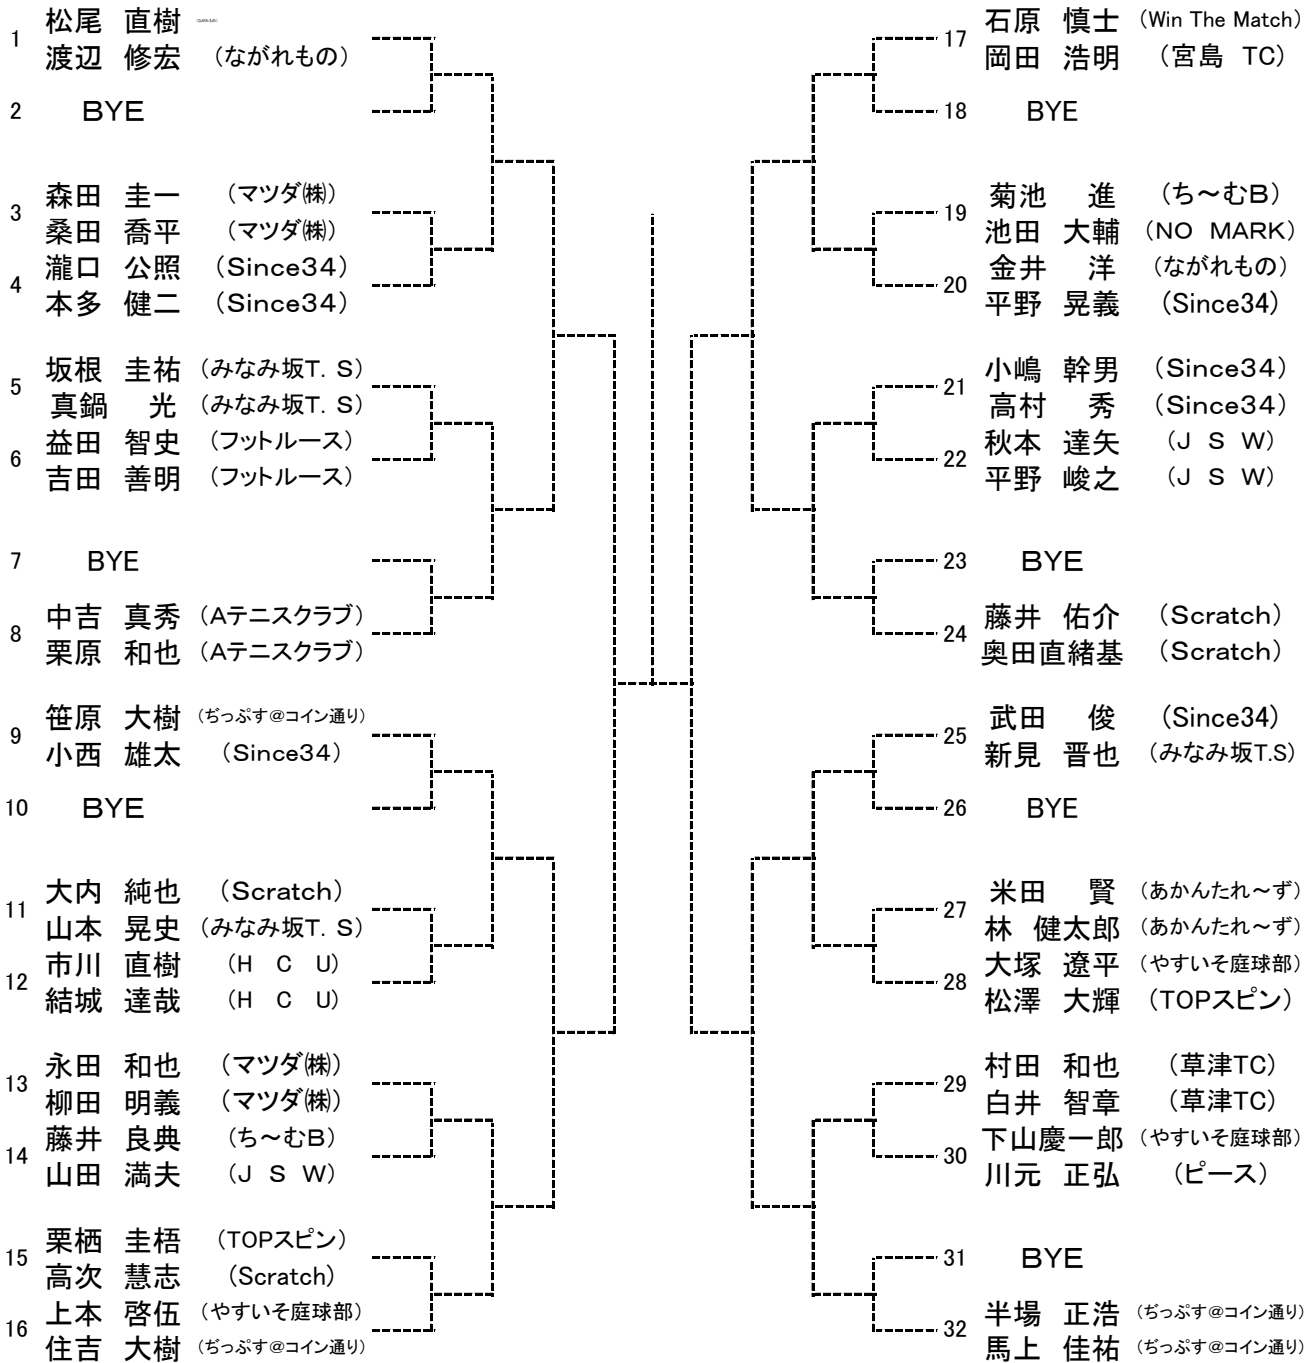 松尾 直樹
1
渡辺 修宏 (ながれもの)
2 BYE
森田 圭一 (マツダ㈱)
3
桑田 喬平 (マツダ㈱)
瀧口 公照 (Since34)
4
本多 健二 (Since34)
坂根 圭祐 (みなみ坂T. S)
5
真鍋 光 (みなみ坂T. S)
益田 智史 (フットルース)
6
吉田 善明 (フットルース)
7 BYE
中吉 真秀 (Aテニスクラブ)
8
栗原 和也 (Aテニスクラブ)
笹原 大樹 (ぢっぷす@コイン通り)
9
小西 雄太 (Since34)
10 BYE
大内 純也 (Scratch)
11
山本 晃史 (みなみ坂T. S)
市川 直樹 (H C U)
12
結城 達哉 (H C U)
永田 和也 (マツダ㈱)
13
柳田 明義 (マツダ㈱)
藤井 良典 (ち～むB)
14
山田 満夫 (J S W)
栗栖 圭梧 (TOPスピン)
15
高次 慧志 (Scratch)
上本 啓伍 (やすいそ庭球部)
16
住吉 大樹 (ぢっぷす@コイン通り)
石原 慎士 (Win The Match)
17
岡田 浩明 (宮島 TC)
18 BYE
菊池 進 (ち～むB)
19
池田 大輔 (NO MARK)
金井 洋 (ながれもの)
20
平野 晃義 (Since34)
小嶋 幹男 (Since34)
21
高村 秀 (Since34)
秋本 達矢 (J S W)
22
平野 峻之 (J S W)
23 BYE
藤井 佑介 (Scratch)
24
奥田直緒基 (Scratch)
武田 俊 (Since34)
25
新見 晋也 (みなみ坂T.S)
26 BYE
米田 賢 (あかんたれ～ず)
27
林 健太郎 (あかんたれ～ず)
大塚 遼平 (やすいそ庭球部)
28
松澤 大輝 (TOPスピン)
村田 和也 (草津TC)
29
白井 智章 (草津TC)
下山慶一郎 (やすいそ庭球部)
30
川元 正弘 (ピース)
31 BYE
半場 正浩 (ぢっぷす@コイン通り)
32
馬上 佳祐 (ぢっぷす@コイン通り)